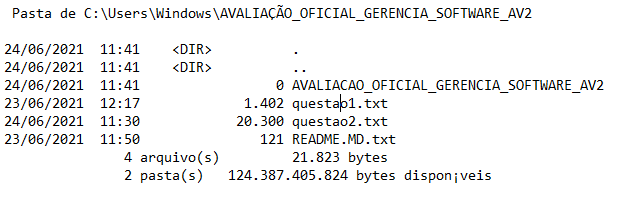 Pasta de C:\Users\Windows\AVALIAÇÃO_OFICIAL_GERENCIA_SOFTWARE_AV2
24/06/2021  11:41    <DIR>          .
24/06/2021  11:41    <DIR>          ..
24/06/2021  11:41                 0 AVALIACAO_OFICIAL_GERENCIA_SOFTWARE_AV2
23/06/2021  12:17             1.402 questao1.txt
24/06/2021  11:30            20.300 questao2.txt
23/06/2021  11:50               121 README.MD.txt
4 arquivo(s)         21.823 bytes
2 pasta(s)   124.387.405.824 bytes dispon¡veis